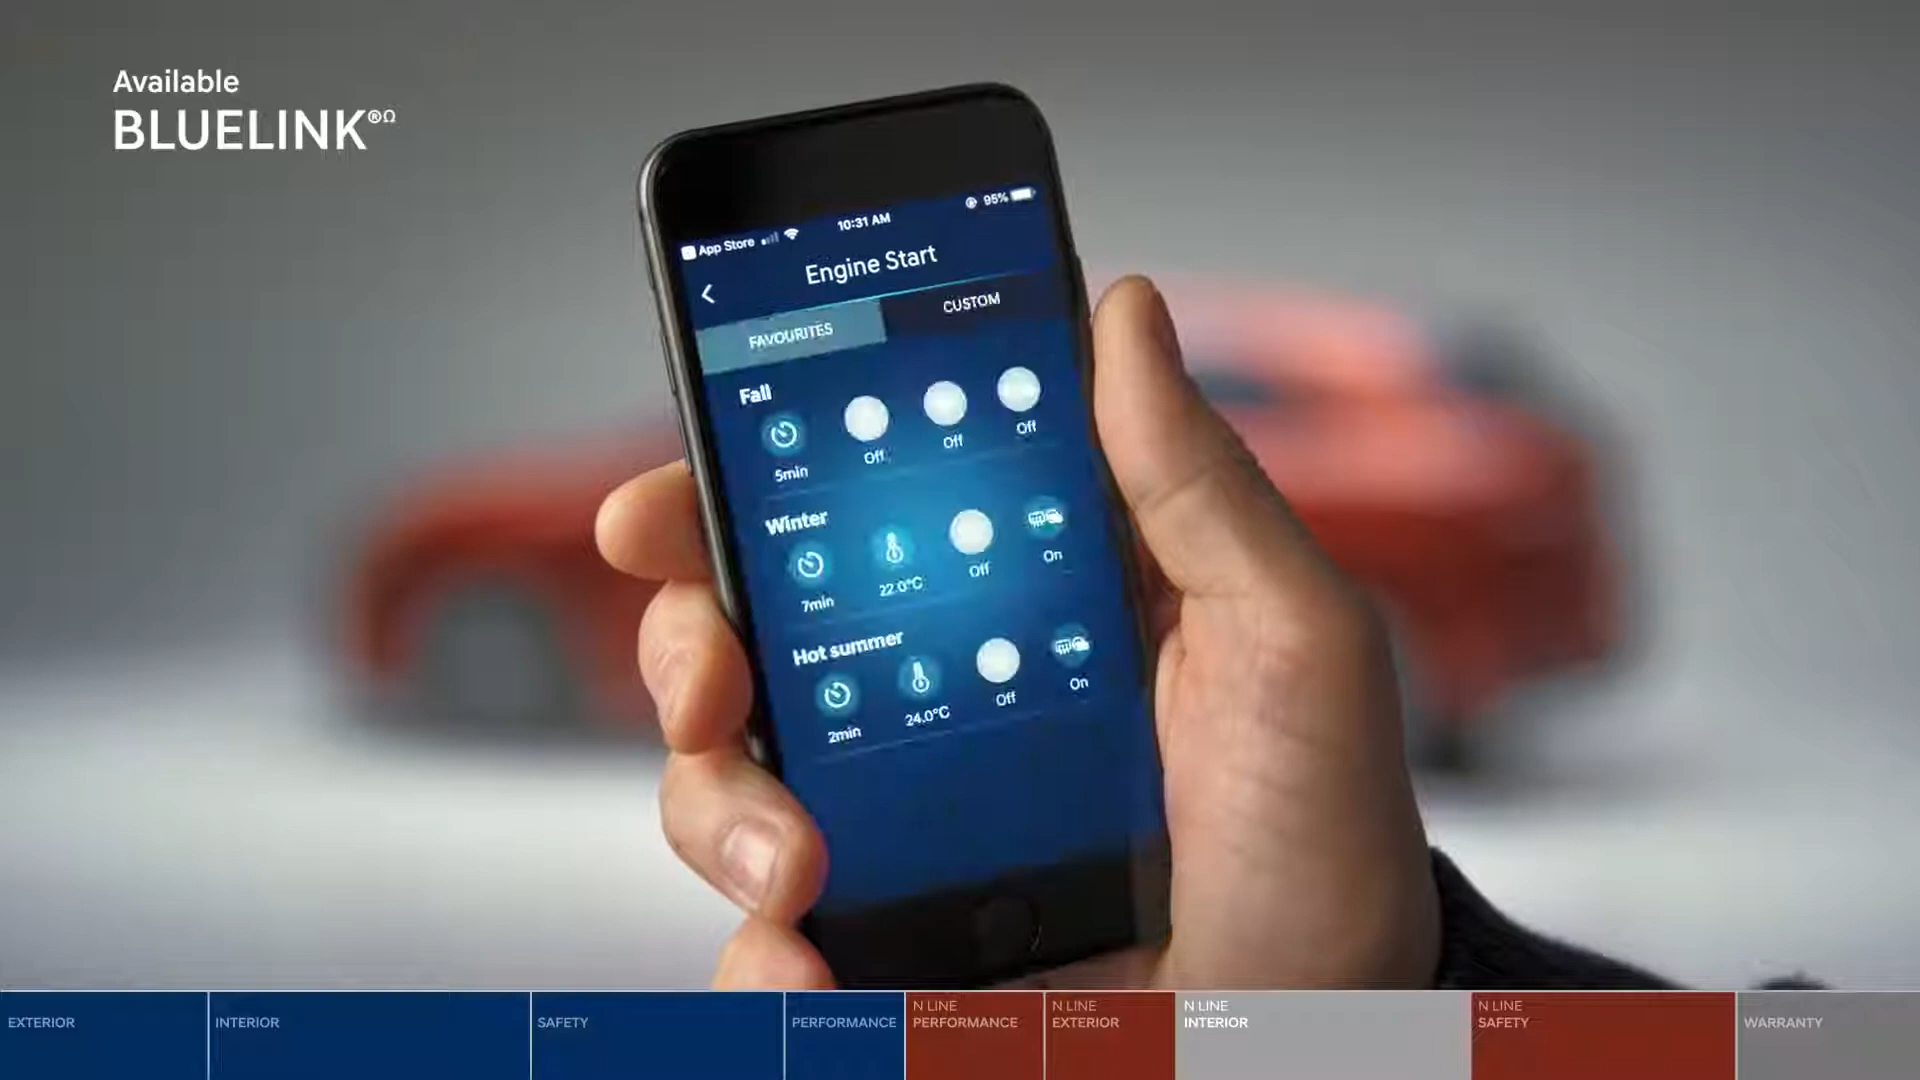 Available
BLUELINK®Ω
App Store 10:31 AM 95%
Engine Start
FAVOURITES CUSTOM
Fall
5min Off Off Off
Winter
7min 22.0°C Off On
Hot summer
2min 24.0°C Off On
EXTERIOR
INTERIOR
SAFETY
PERFORMANCE
N LINE
PERFORMANCE
N LINE
EXTERIOR
N LINE
INTERIOR
N LINE
SAFETY
WARRANTY